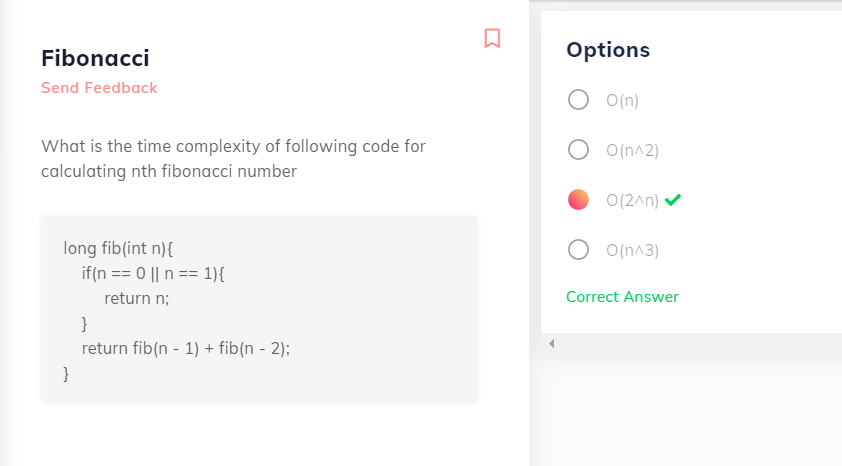 Fibonacci
Send Feedback
What is the time complexity of following code for
calculating nth fibonacci number
long fib(int n){
if(n == 0 || n == 1){
return n;
}
return fib(n - 1) + fib(n - 2);
}
Options
O(n)
O(n^2)
O(2^n)
O(n^3)
Correct Answer